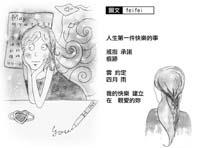 May
圖文 feifei
人生第一件快樂的事
戒指 承諾
痕跡
雲 約定
四月 雨
我的快樂 建立
在 親愛的妳